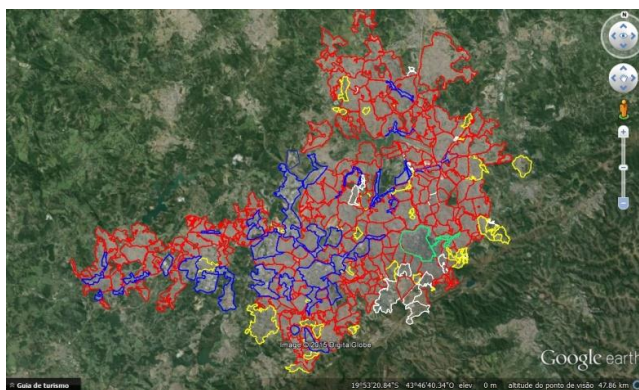 N
Image © 2015 DigitalGlobe
Google earth
Guia de turismo
19°53'20.84"S 43°46'40.34"O elev 0 m altitude do ponto de visão 47.86 km